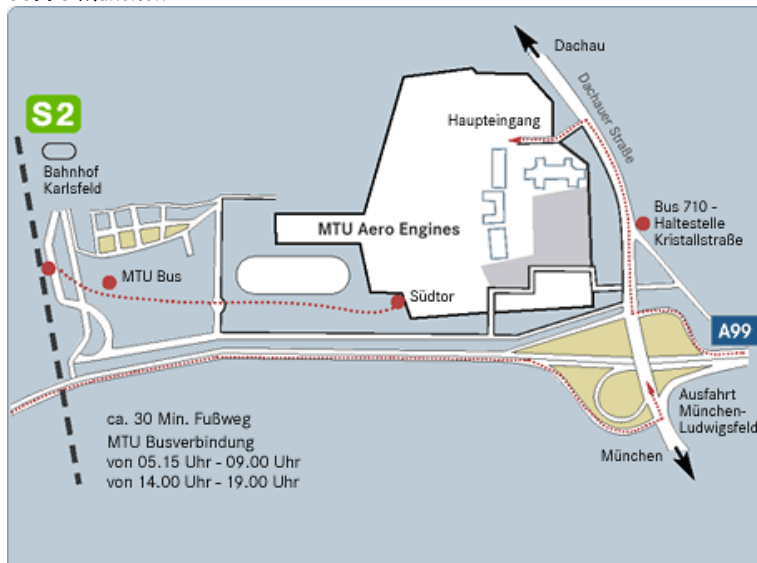 Dachau
Dachauer Straße
S2
Haupteingang
Bahnhof
Karlsfeld
Bus 710 -
Haltestelle
Kristallstraße
MTU Aero Engines
MTU Bus
Südtor
A99
Ausfahrt
München-
Ludwigsfeld
ca. 30 Min. Fußweg
MTU Busverbindung
von 05.15 Uhr - 09.00 Uhr
von 14.00 Uhr - 19.00 Uhr
München